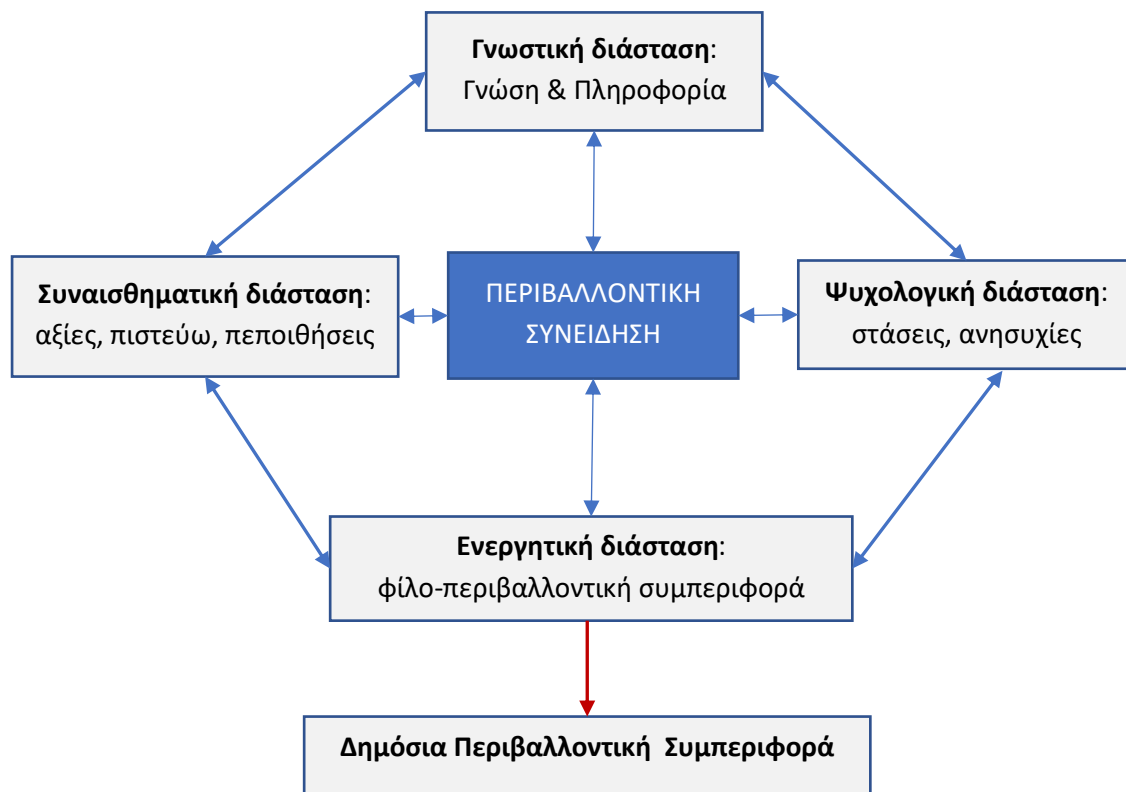 Γνωστική διάσταση:
Γνώση & Πληροφορία
Συναισθηματική διάσταση:
αξίες, πιστεύω, πεποιθήσεις
ΠΕΡΙΒΑΛΛΟΝΤΙΚΗ
ΣΥΝΕΙΔΗΣΗ
Ψυχολογική διάσταση:
στάσεις, ανησυχίες
Ενεργητική διάσταση:
φίλο-περιβαλλοντική συμπεριφορά
Δημόσια Περιβαλλοντική Συμπεριφορά